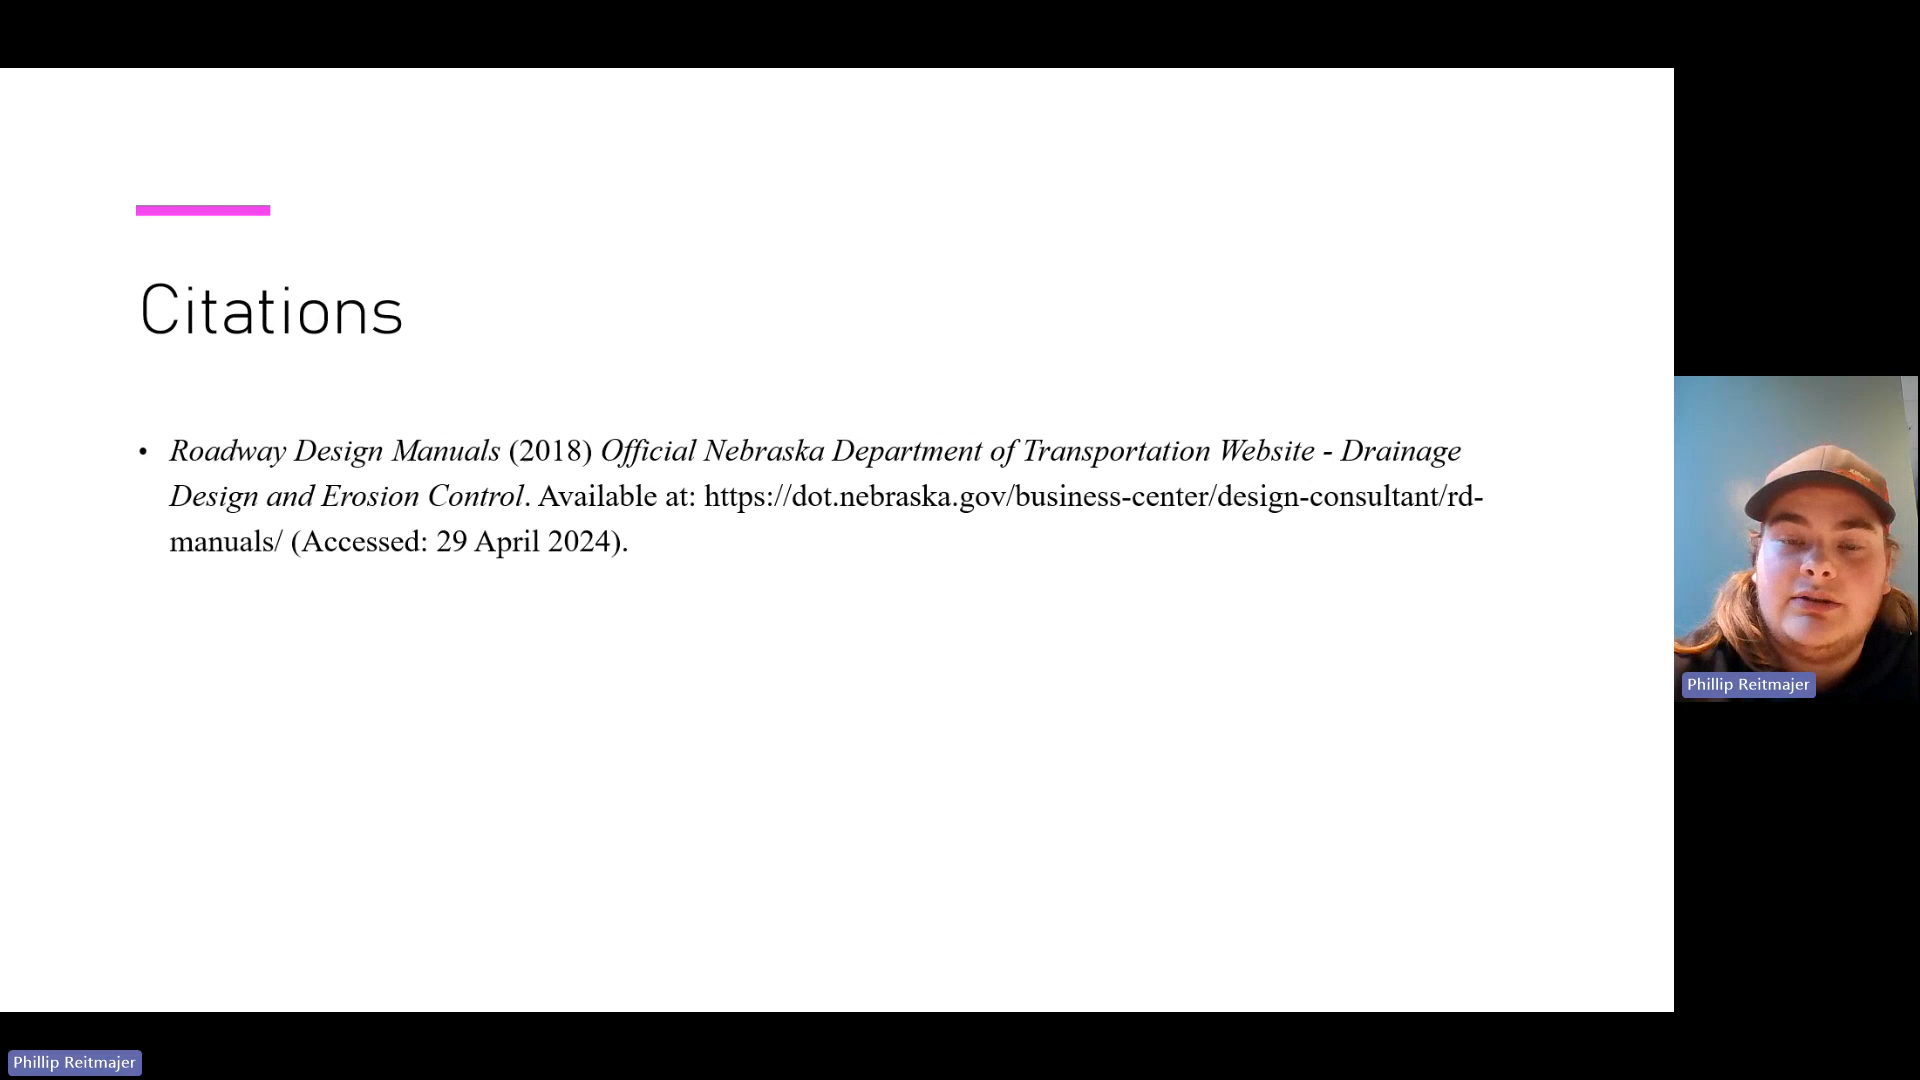 Citations
• Roadway Design Manuals (2018) Official Nebraska Department of Transportation Website - Drainage
Design and Erosion Control. Available at: https://dot.nebraska.gov/business-center/design-consultant/rd-
manuals/ (Accessed: 29 April 2024).
Phillip Reitmajer
Phillip Reitmajer